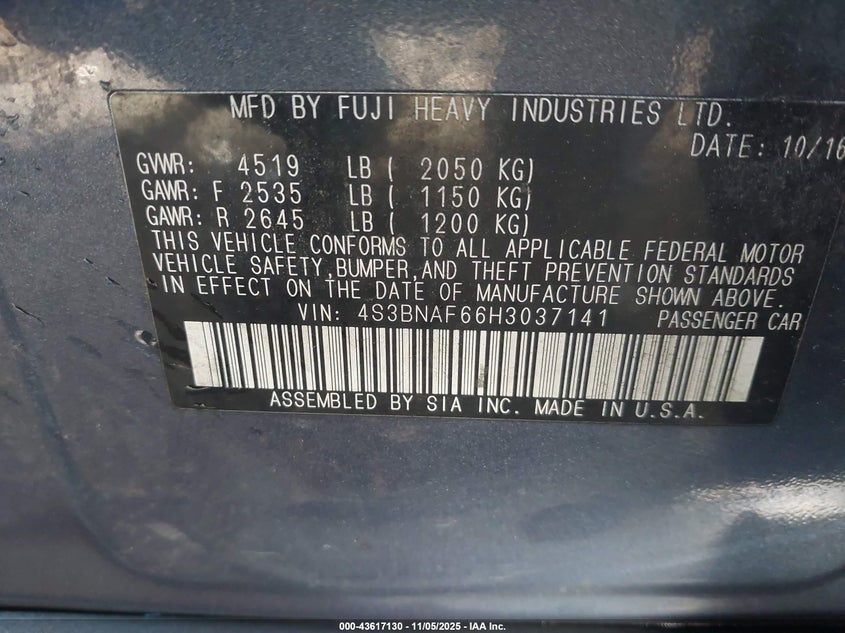 MFD BY FUJI HEAVY INDUSTRIES LTD.
DATE: 10/16
GVWR: 4519 LB ( 2050 KG)
GAWR: F 2535 LB ( 1150 KG)
GAWR: R 2645 LB ( 1200 KG)
THIS VEHICLE CONFORMS TO ALL APPLICABLE FEDERAL MOTOR
VEHICLE SAFETY,BUMPER,AND THEFT PREVENTION STANDARDS
IN EFFECT ON THE DATE OF MANUFACTURE SHOWN ABOVE.
VIN: 4S3BNAF66H3037141 PASSENGER CAR
ASSEMBLED BY SIA INC. MADE IN U.S.A.
000-43617130 - 11/05/2025 - IAA Inc.